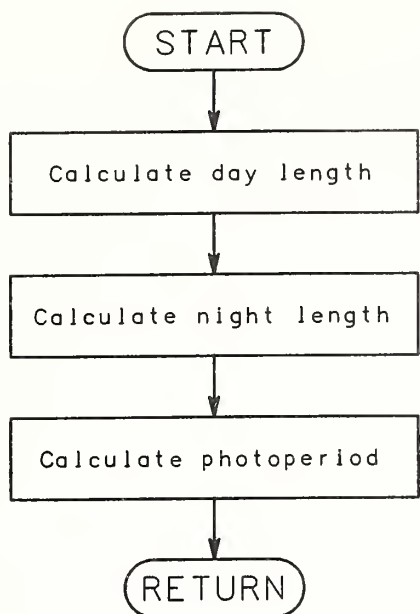 START
Calculate day length
Calculate night length
Calculate photoperiod
RETURN